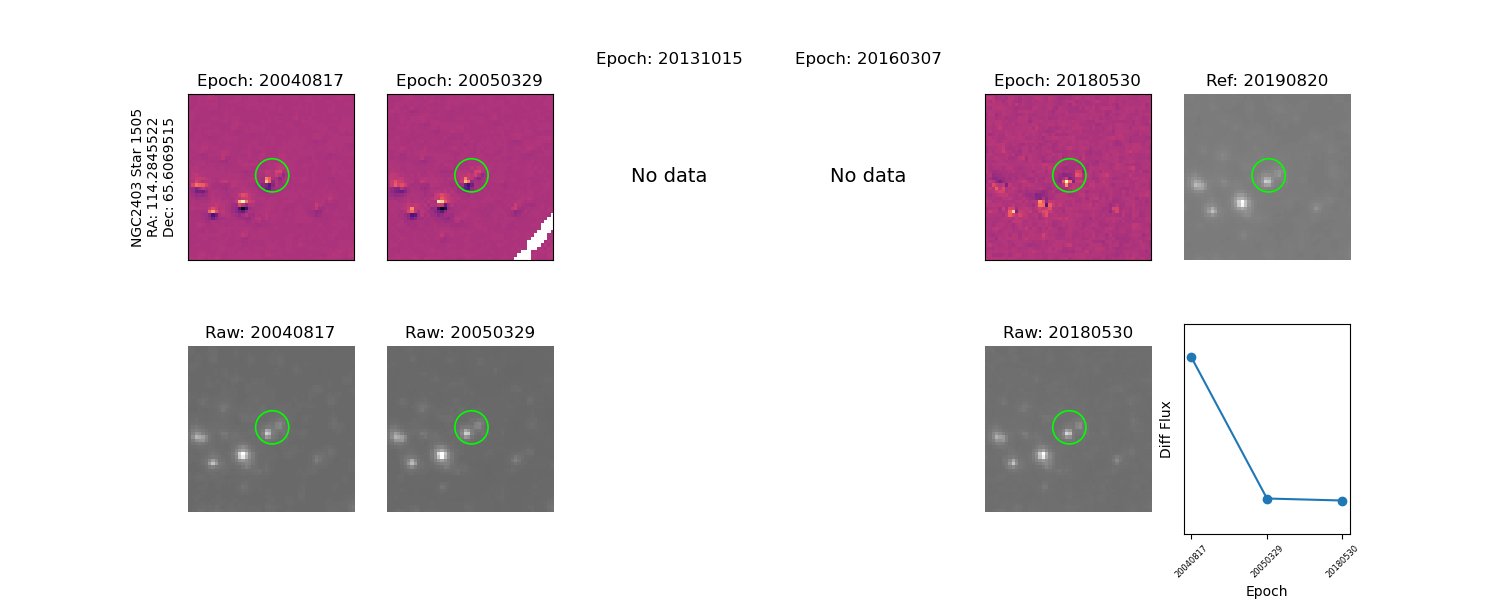 Epoch: 20131015
Epoch: 20160307
Epoch: 20040817
Epoch: 20050329
Epoch: 20180530
Ref: 20190820
NGC2403 Star 1505
RA: 114.2845522
Dec: 65.6069515
No data
No data
Raw: 20040817
Raw: 20050329
Raw: 20180530
Diff Flux
20040817
20050329
20180530
Epoch